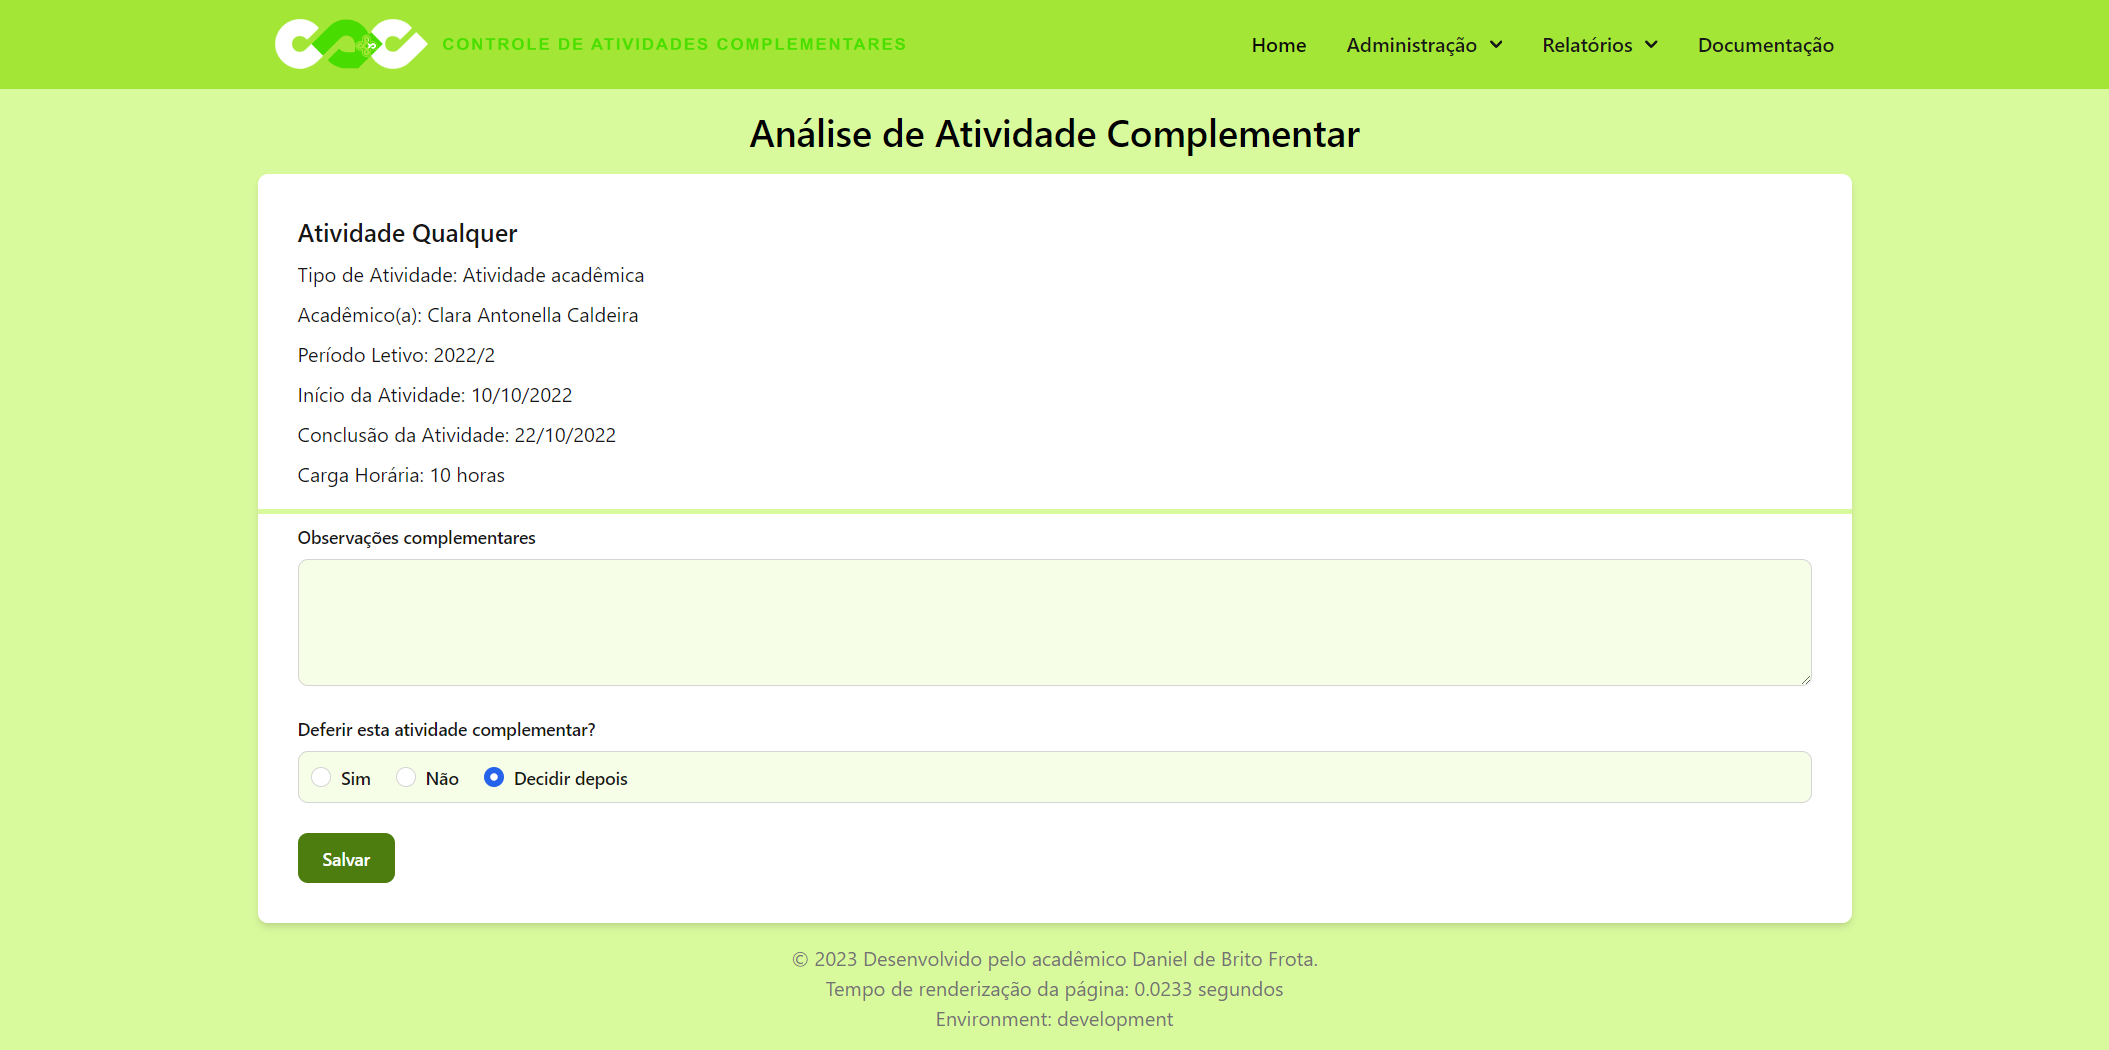 CAC CONTROLE DE ATIVIDADES COMPLEMENTARES
Home Administração Relatórios Documentação
Análise de Atividade Complementar
Atividade Qualquer
Tipo de Atividade: Atividade acadêmica
Acadêmico(a): Clara Antonella Caldeira
Período Letivo: 2022/2
Início da Atividade: 10/10/2022
Conclusão da Atividade: 22/10/2022
Carga Horária: 10 horas
Observações complementares
Deferir esta atividade complementar?
Sim Não Decidir depois
Salvar
© 2023 Desenvolvido pelo acadêmico Daniel de Brito Frota.
Tempo de renderização da página: 0.0233 segundos
Environment: development